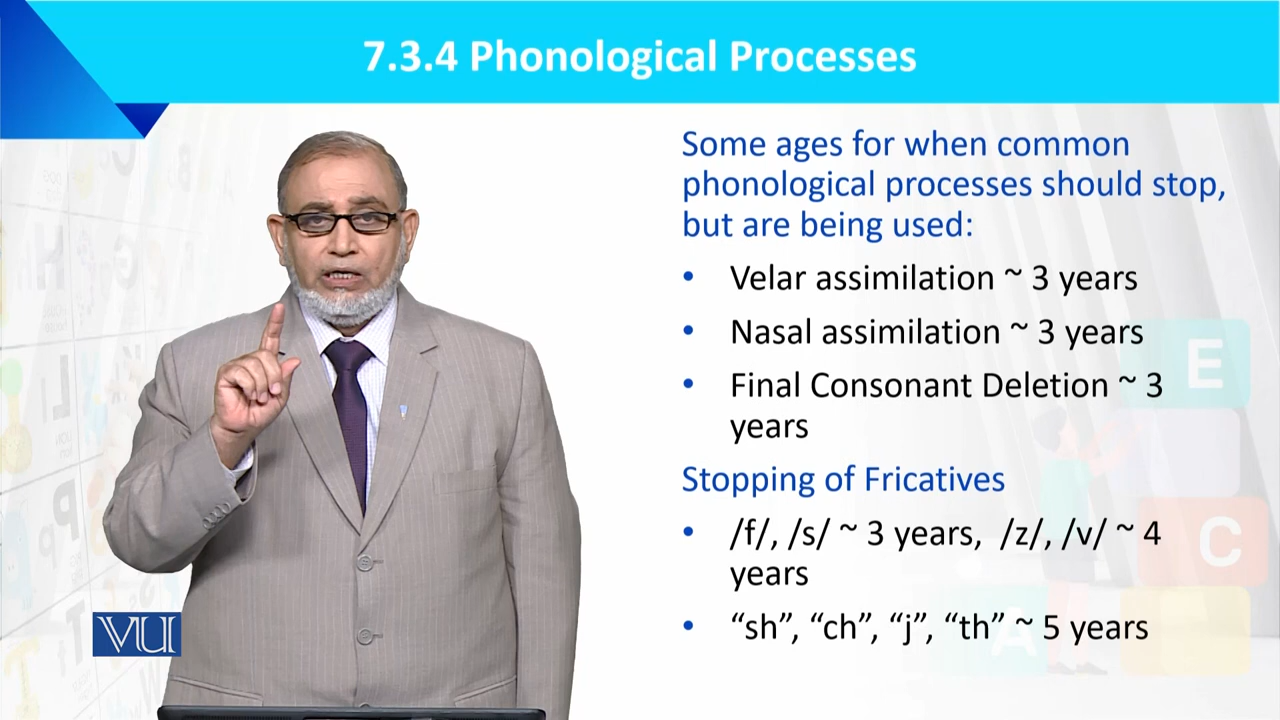 7.3.4 Phonological Processes
Some ages for when common
phonological processes should stop,
but are being used:
• Velar assimilation ~ 3 years
• Nasal assimilation ~ 3 years
• Final Consonant Deletion ~ 3
years
Stopping of Fricatives
• /f/, /s/ ~ 3 years, /z/, /v/ ~ 4
years
• “sh”, “ch”, “j”, “th” ~ 5 years
VU
E
C
A